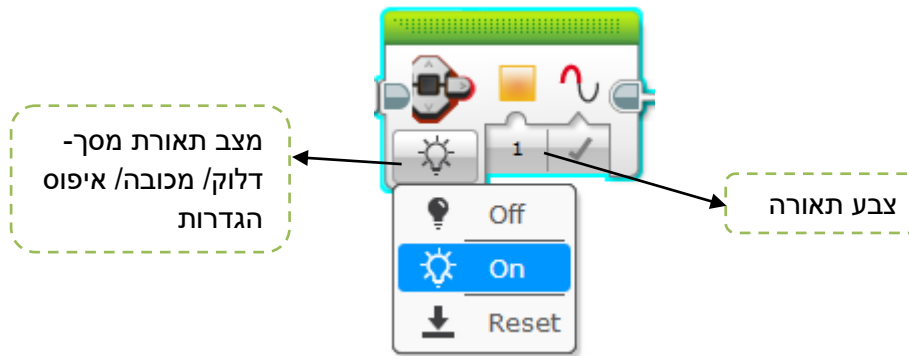 מצב תאורת מסך-
דלוק/ מכובה/ איפוס
הגדרות
1
צבע תאורה
Off
On
Reset